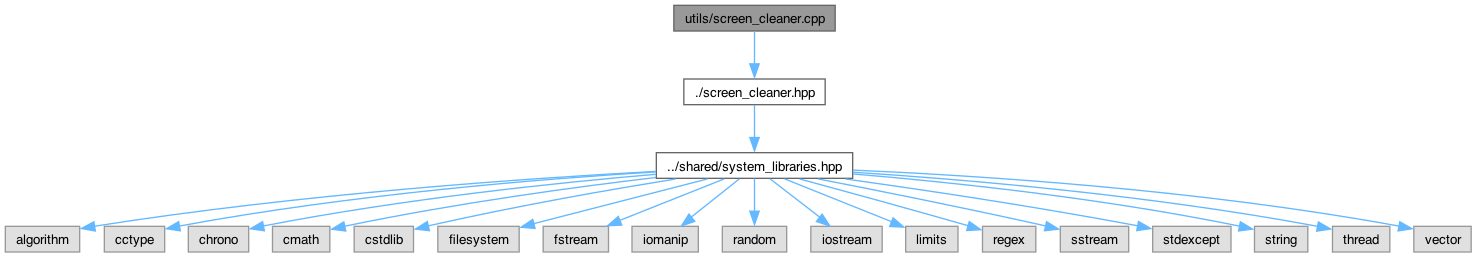 utils/screen_cleaner.cpp
./screen_cleaner.hpp
../shared/system_libraries.hpp
algorithm
cctype
chrono
cmath
cstdlib
filesystem
fstream
iomanip
random
iostream
limits
regex
sstream
stdexcept
string
thread
vector